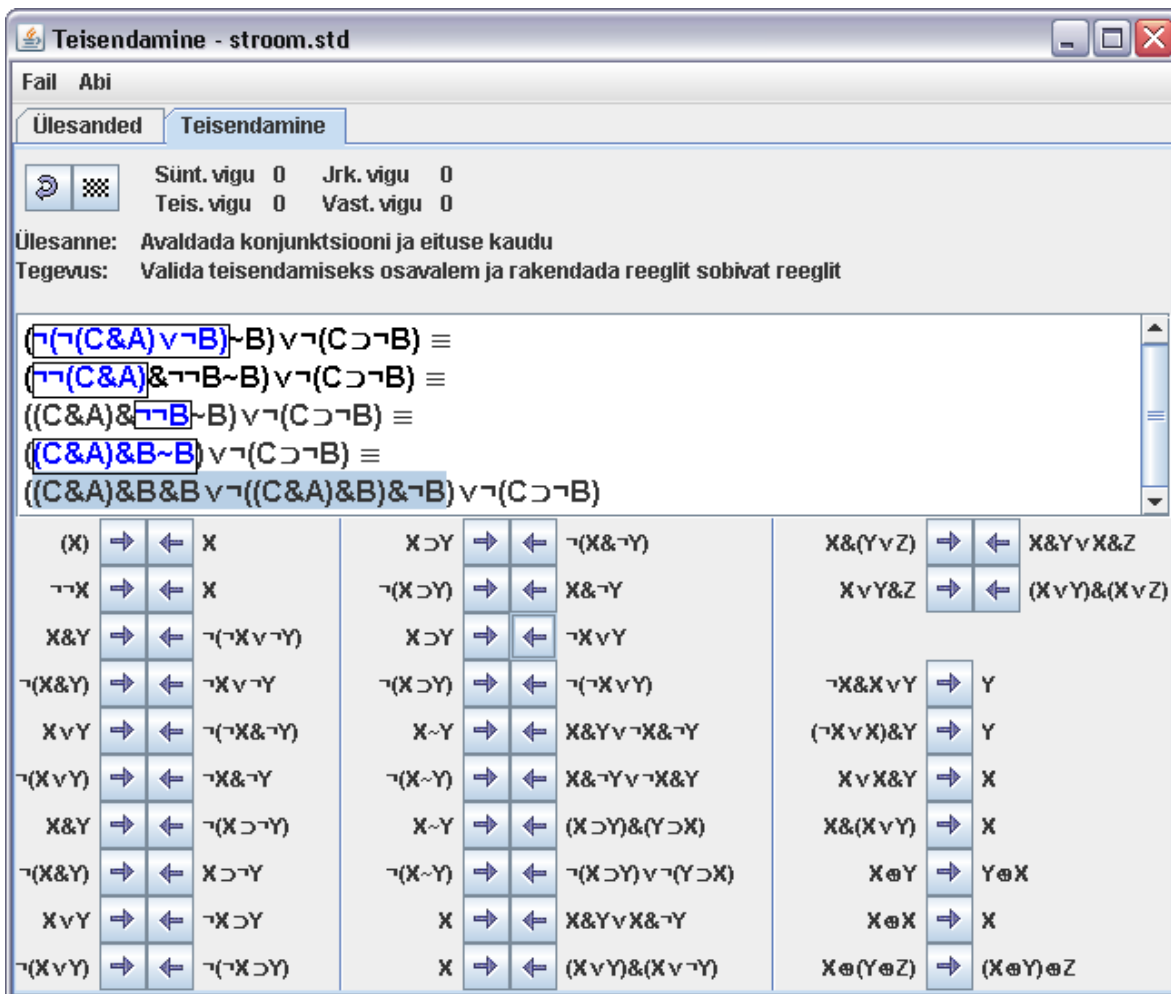 Teisendamine - stroom.std
Fail Abi
Ülesanded Teisendamine
Sünt. vigu 0 Jrk. vigu 0
Teis. vigu 0 Vast. vigu 0
Ülesanne: Avaldada konjunktsiooni ja eituse kaudu
Tegevus: Valida teisendamiseks osavalem ja rakendada reeglit sobivat reeglit
(¬(¬(C&A)∨¬B)~B)∨¬(C⊃¬B) ≡
(¬¬(C&A)&¬¬B~B)∨¬(C⊃¬B) ≡
((C&A)&¬¬B~B)∨¬(C⊃¬B) ≡
((C&A)&B~B)∨¬(C⊃¬B) ≡
((C&A)&B&B∨¬((C&A)&B)&¬B)∨¬(C⊃¬B)
(X) X X⊃Y ¬(X&¬Y) X&(Y∨Z) X&Y∨X&Z
¬¬X X ¬(X⊃Y) X&¬Y X∨Y&Z (X∨Y)&(X∨Z)
X&Y ¬(¬X∨¬Y) X⊃Y ¬X∨Y
¬(X&Y) ¬X∨¬Y ¬(X⊃Y) ¬(¬X∨Y) ¬X&X∨Y Y
X∨Y ¬(¬X&¬Y) X~Y X&Y∨¬X&¬Y (¬X∨X)&Y Y
¬(X∨Y) ¬X&¬Y ¬(X~Y) X&¬Y∨¬X&Y X∨X&Y X
X&Y ¬(X⊃¬Y) X~Y (X⊃Y)&(Y⊃X) X&(X∨Y) X
¬(X&Y) X⊃¬Y ¬(X~Y) ¬(X⊃Y)∨¬(Y⊃X) X⊕Y Y⊕X
X∨Y ¬X⊃Y X X&Y∨X&¬Y X⊕X X
¬(X∨Y) ¬(¬X⊃Y) X (X∨Y)&(X∨¬Y) X⊕(Y⊕Z) (X⊕Y)⊕Z